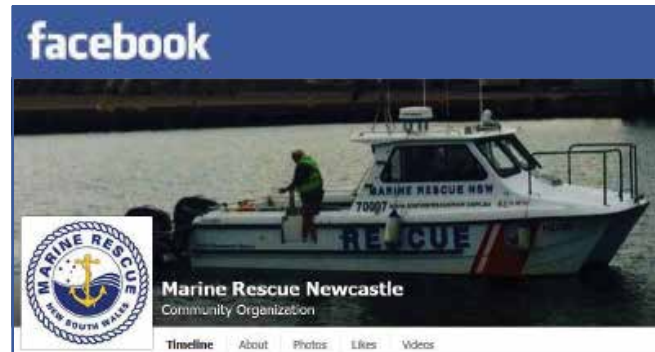 facebook
MARINE RESCUE NSW
70007
RESCUE
MARINE RESCUE
NEW SOUTH WALES
Marine Rescue Newcastle
Community Organization
Timeline About Photos Likes Videos